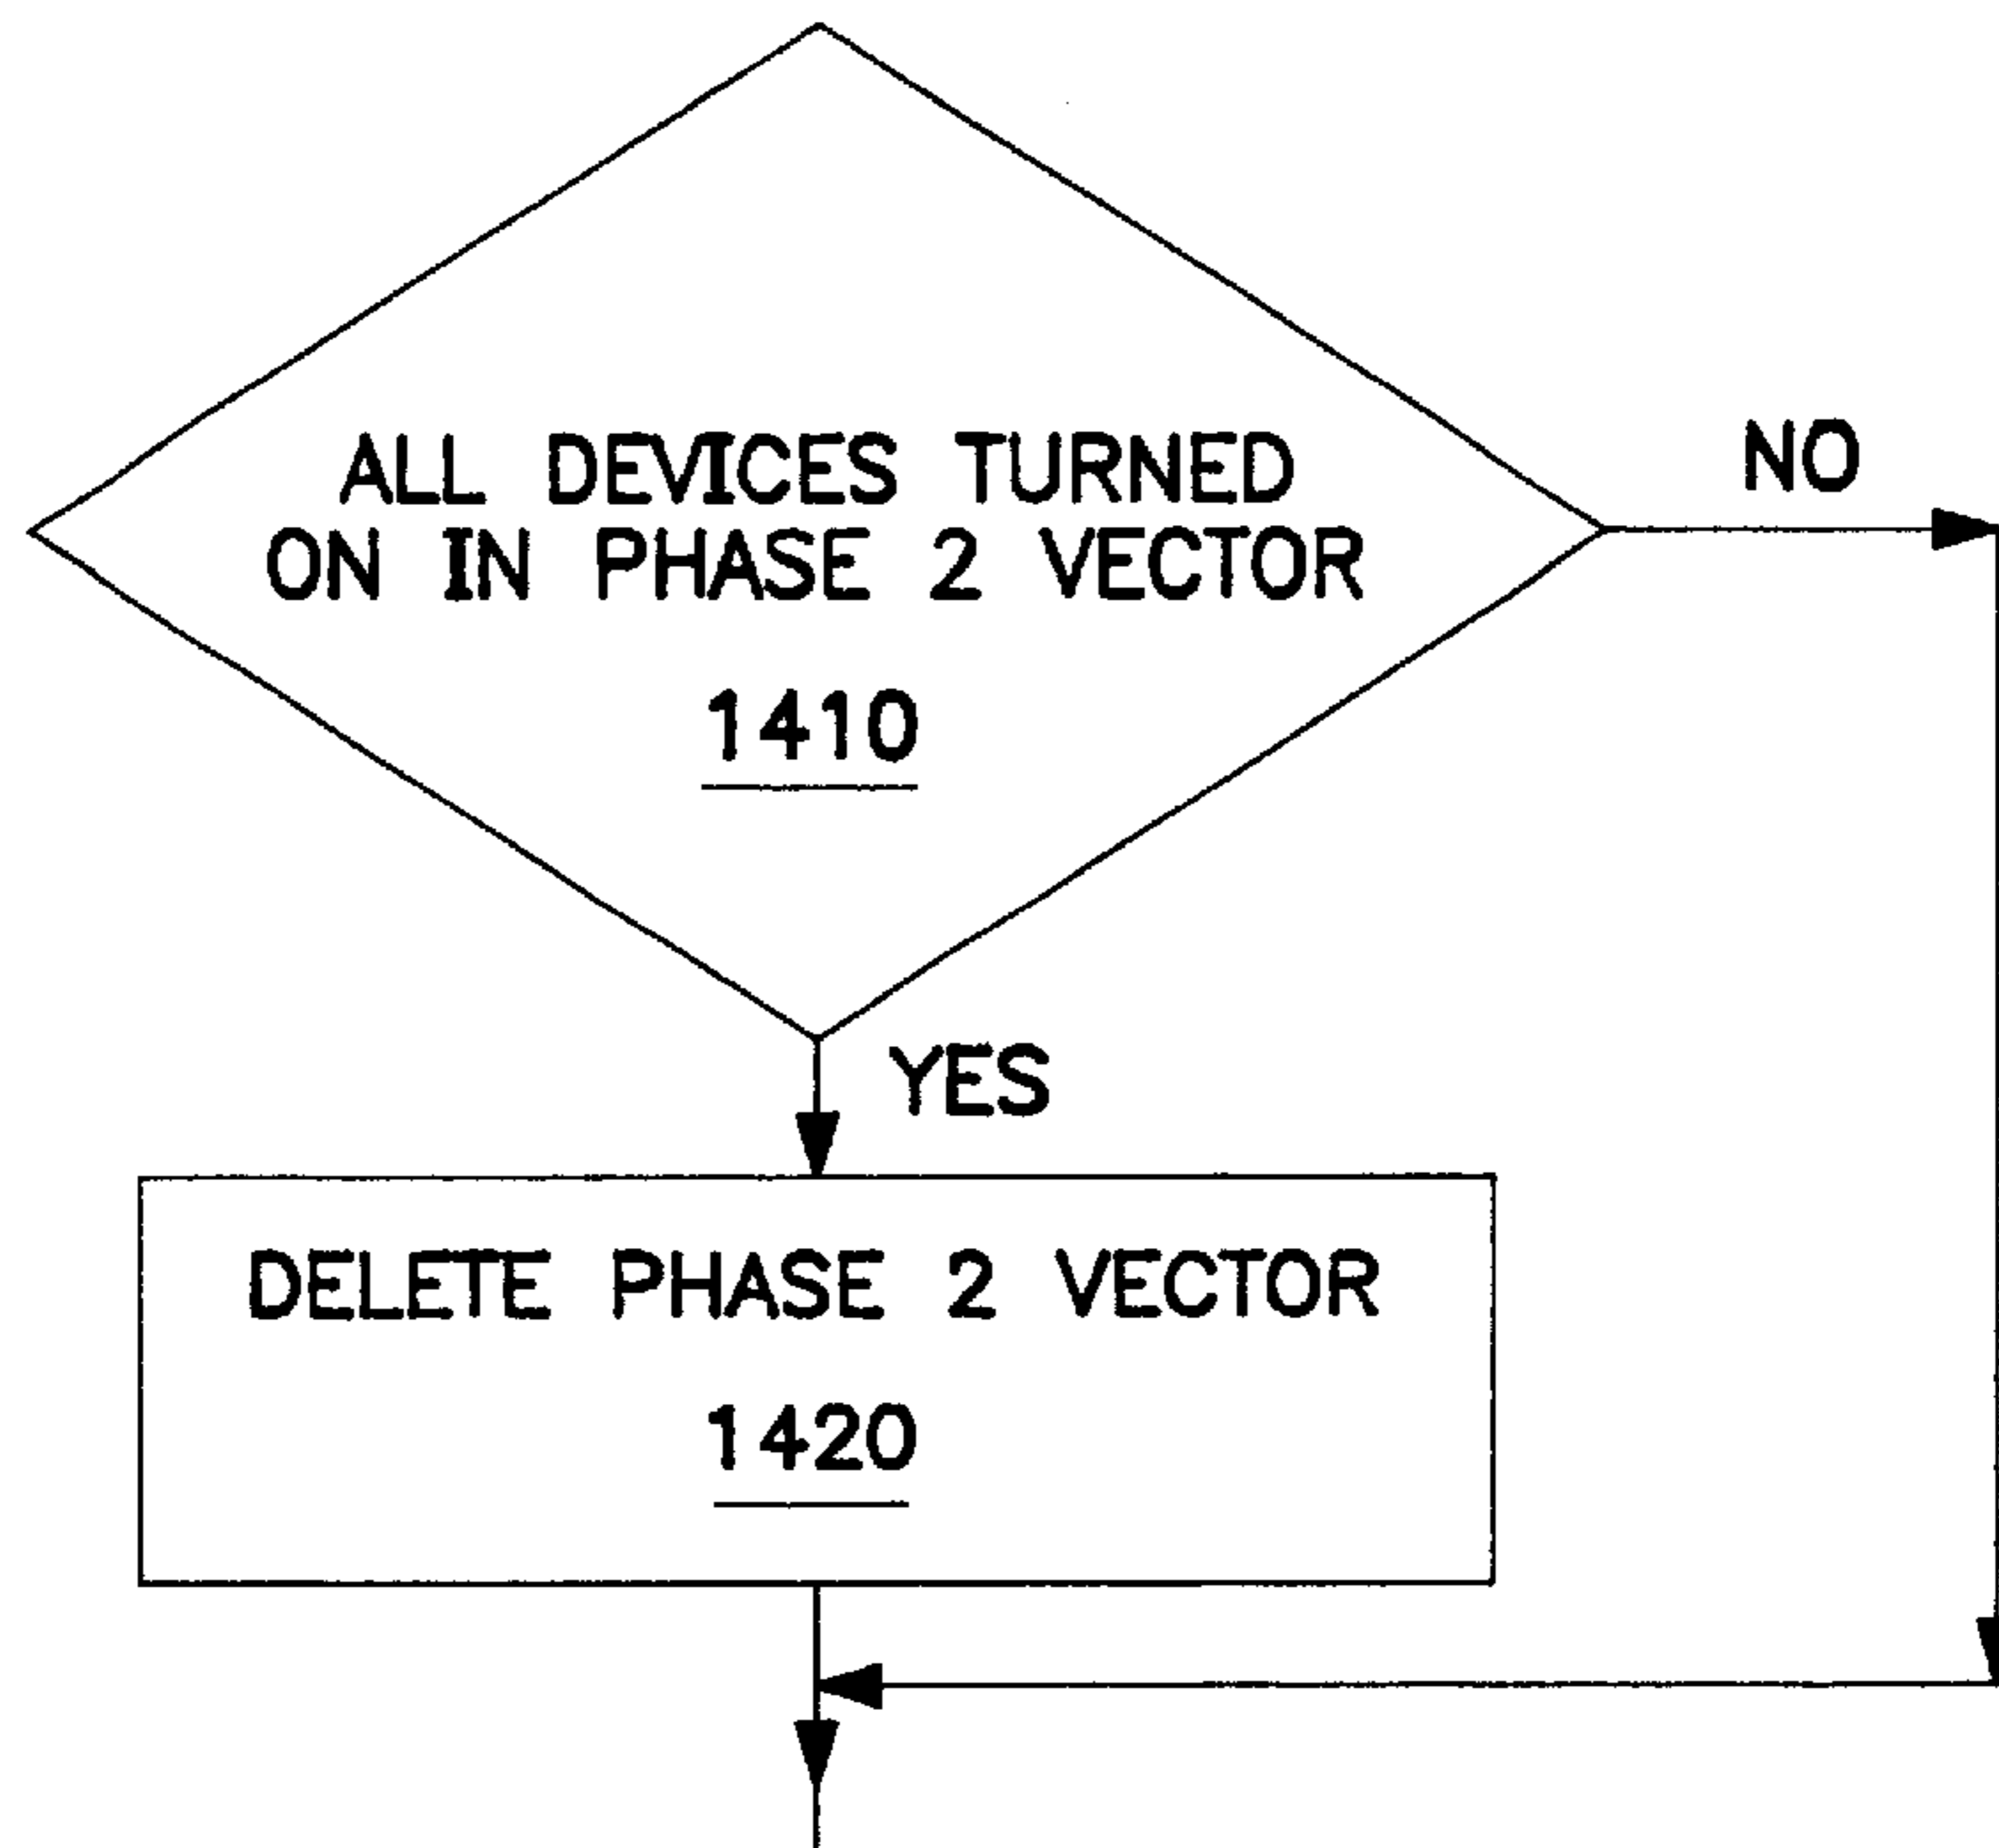 ALL DEVICES TURNED
ON IN PHASE 2 VECTOR
1410
NO
YES
DELETE PHASE 2 VECTOR
1420